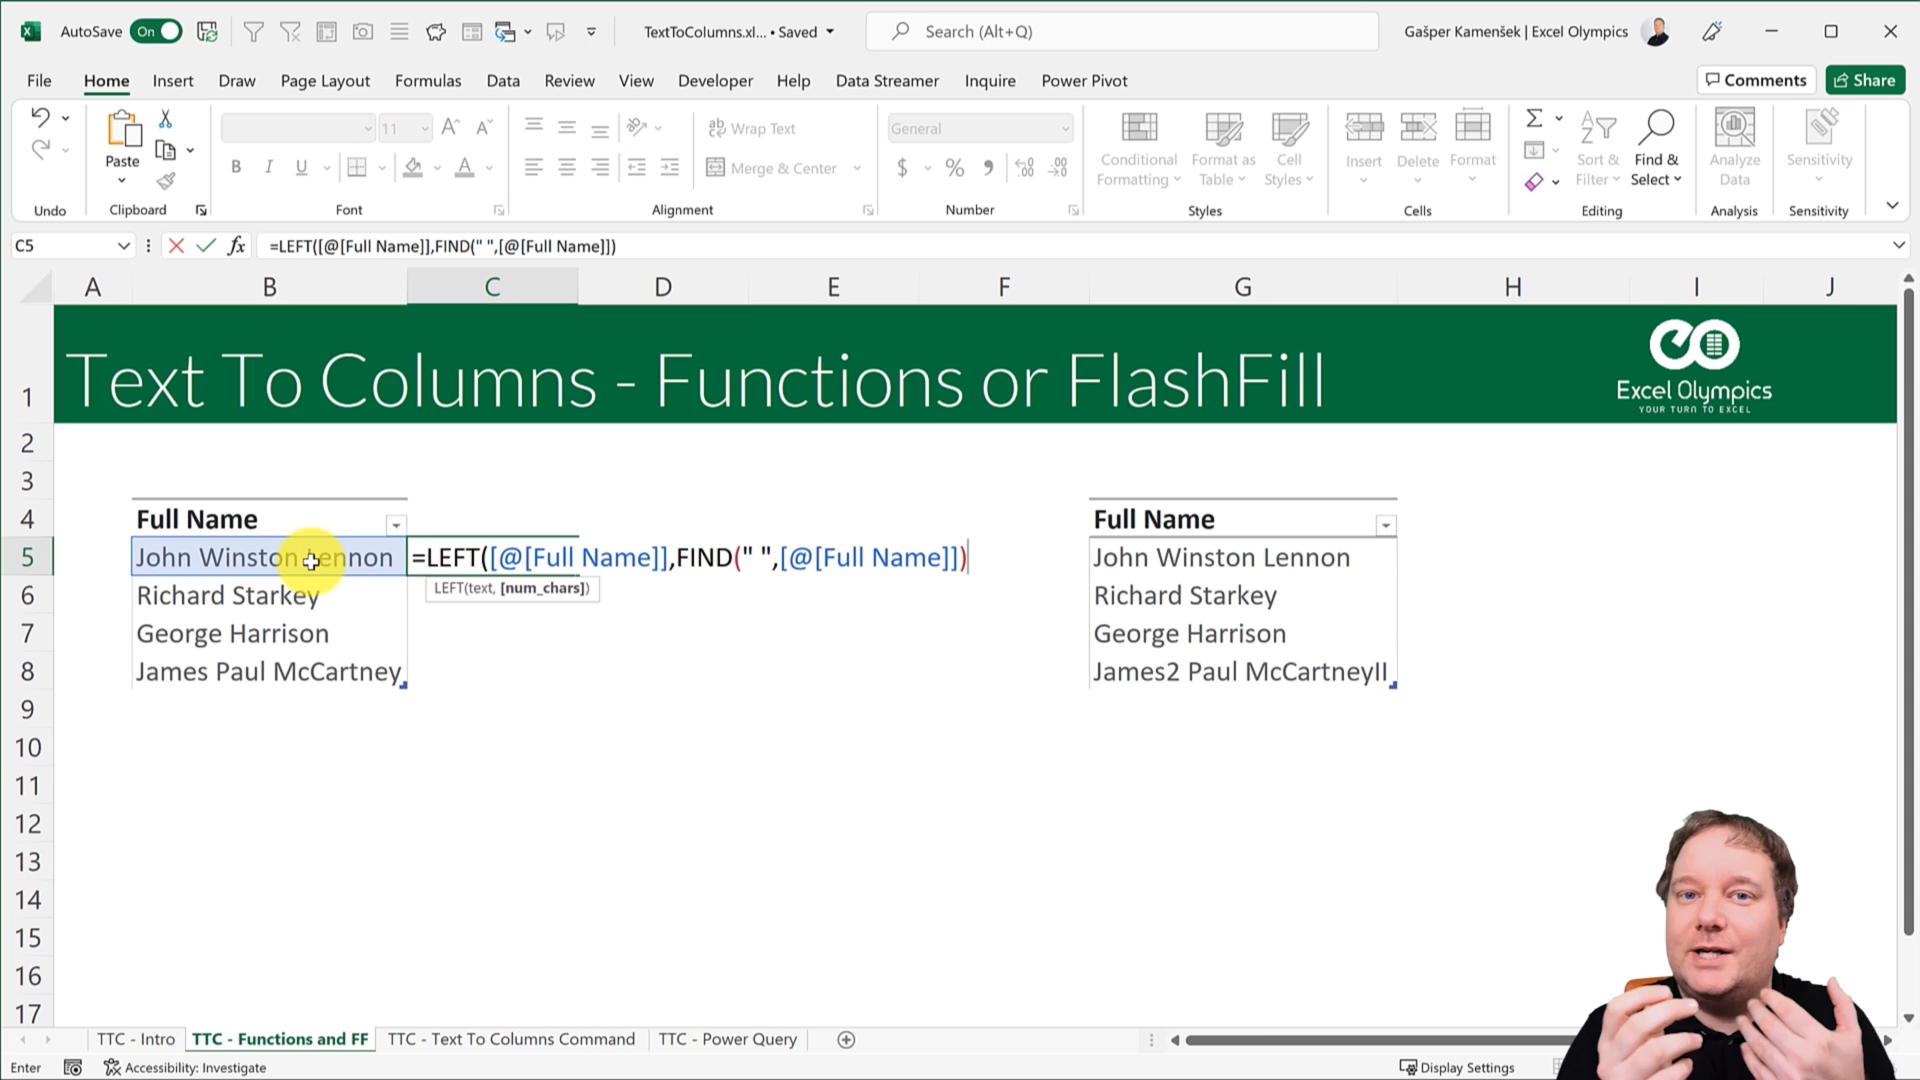 AutoSave On TextToColumns.xl... • Saved Search (Alt+Q) Gašper Kamenšek | Excel Olympics
File Home Insert Draw Page Layout Formulas Data Review View Developer Help Data Streamer Inquire Power Pivot Comments Share
Undo
Paste
Clipboard
11
B I U
Font
Wrap Text
Merge & Center
Alignment
General
$ %
Number
Conditional Formatting
Format as Table
Cell Styles
Styles
Insert
Delete
Format
Cells
Sort & Filter
Find & Select
Editing
Analyze Data
Analysis
Sensitivity
Sensitivity
C5 fx =LEFT([@[Full Name]],FIND(" ",[@[Full Name]])
A B C D E F G H I J
1 Text To Columns - Functions or FlashFill
Excel Olympics
YOUR TURN TO EXCEL
2
3
4 Full Name Full Name
5 John Winston Lennon =LEFT([@[Full Name]],FIND(" ",[@[Full Name]]) John Winston Lennon
LEFT(text, [num_chars])
6 Richard Starkey Richard Starkey
7 George Harrison George Harrison
8 James Paul McCartney James2 Paul McCartneyII
9
10
11
12
13
14
15
16
17
TTC - Intro TTC - Functions and FF TTC - Text To Columns Command TTC - Power Query
Enter Accessibility: Investigate Display Settings